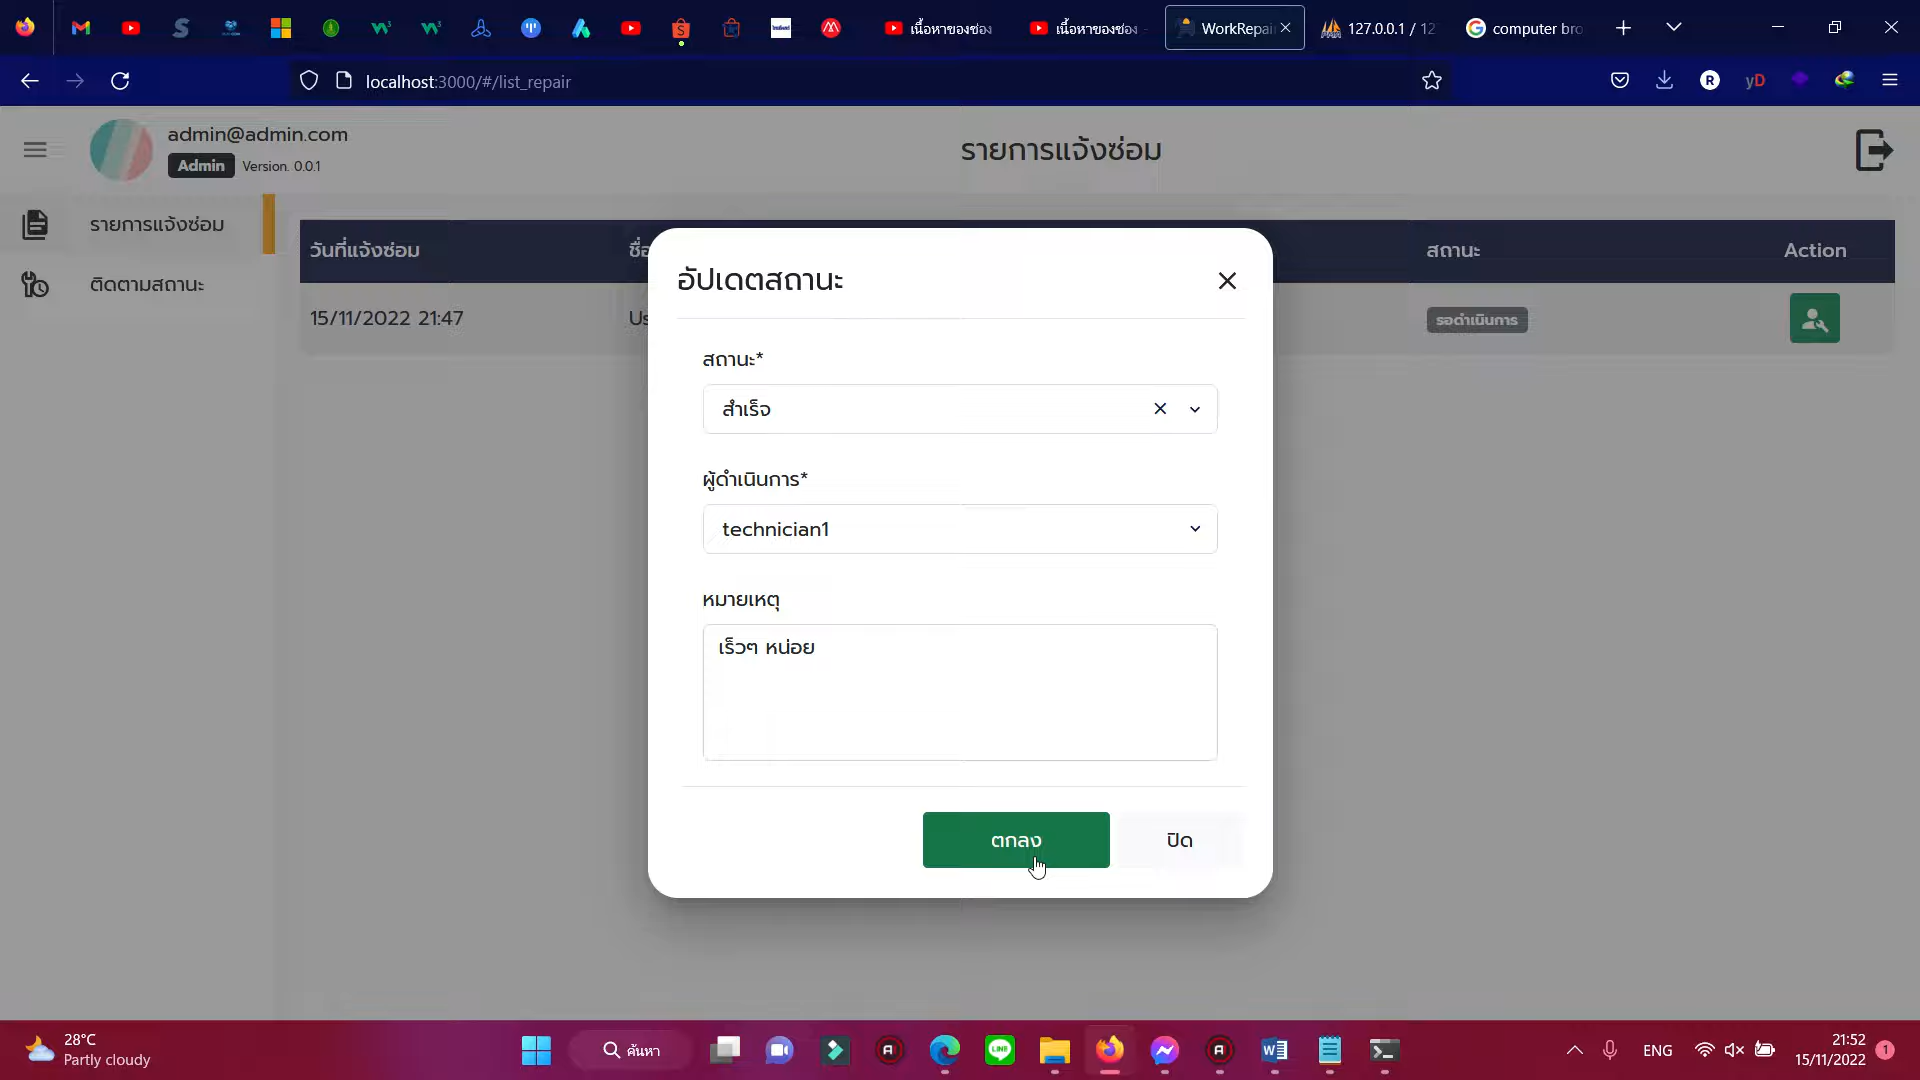 เนื้อหาของช่อง
เนื้อหาของช่อง
WorkRepai
127.0.0.1 / 12
computer bro
localhost:3000/#/list_repair
admin@admin.com
Admin Version. 0.0.1
รายการแจ้งซ่อม
รายการแจ้งซ่อม
ติดตามสถานะ
วันที่แจ้งซ่อม
สถานะ
Action
15/11/2022 21:47
รอดำเนินการ
อัปเดตสถานะ
สถานะ*
สำเร็จ
ผู้ดำเนินการ*
technician1
หมายเหตุ
เร็วๆ หน่อย
ตกลง
ปิด
28°C
Partly cloudy
ค้นหา
ENG
21:52
15/11/2022
1